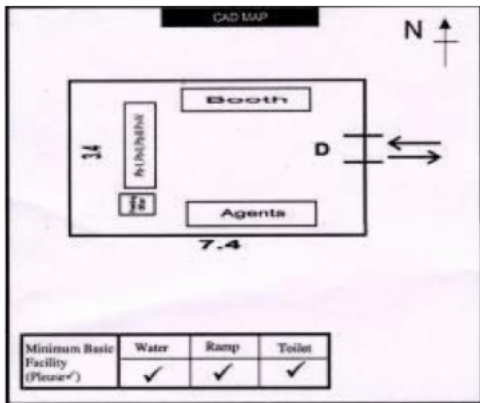 CAD MAP
N
Booth
3.4
D
Agents
7.4
Minimum Basic Facility (Please✓)
Water
Ramp
Toilet
✓ ✓ ✓